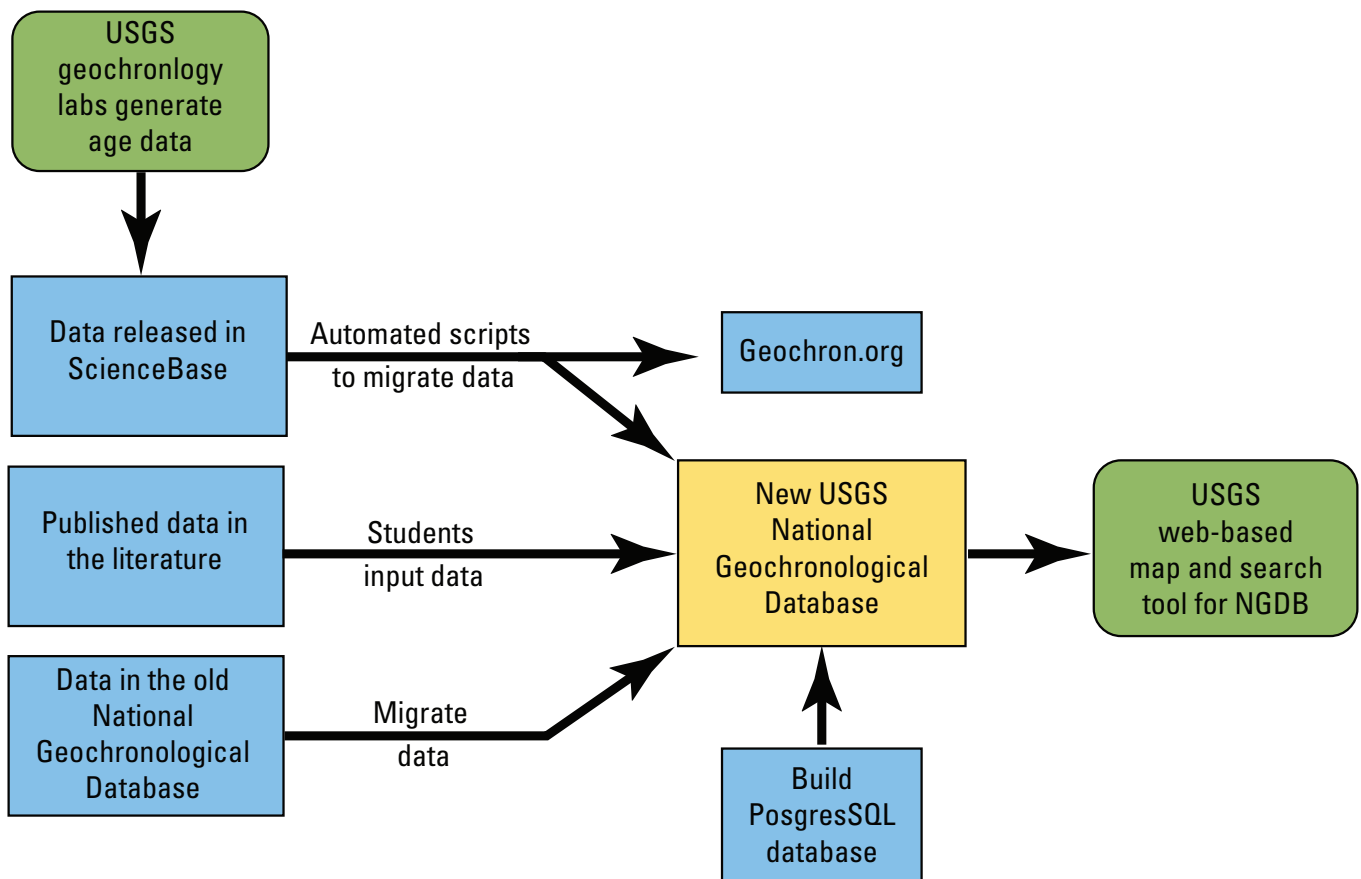 USGS
geochronlogy
labs generate
age data
Data released in
ScienceBase
Automated scripts
to migrate data
Geochron.org
Published data in
the literature
Students
input data
New USGS
National
Geochronological
Database
USGS
web-based
map and search
tool for NGDB
Data in the old
National
Geochronological
Database
Migrate
data
Build
PosgresSQL
database